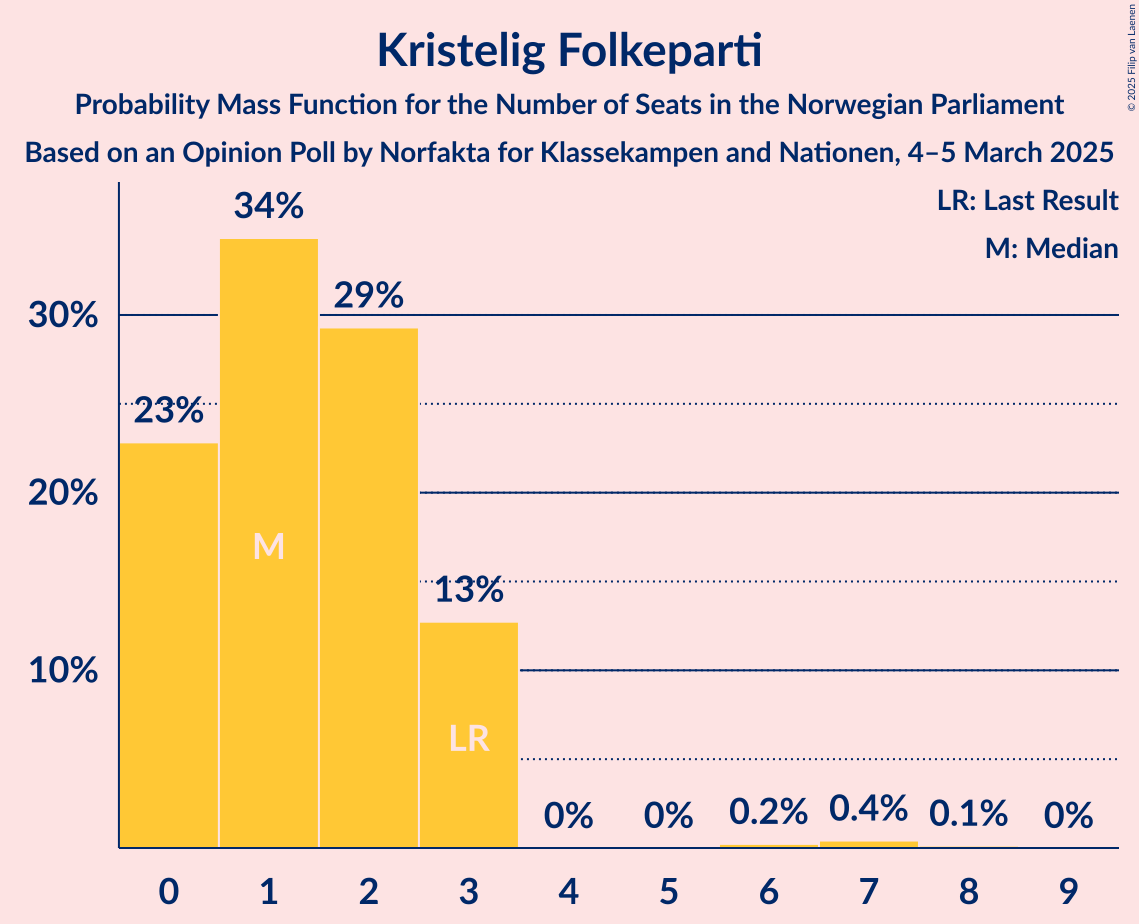 Kristelig Folkeparti
Probability Mass Function for the Number of Seats in the Norwegian Parliament
Based on an Opinion Poll by Norfakta for Klassekampen and Nationen, 4–5 March 2025
© 2025 Filip van Laenen
LR: Last Result
M: Median
34%
29%
30%
23%
20%
M
13%
10%
LR
0%
0%
0.2%
0.4%
0.1%
0%
0 1 2 3 4 5 6 7 8 9